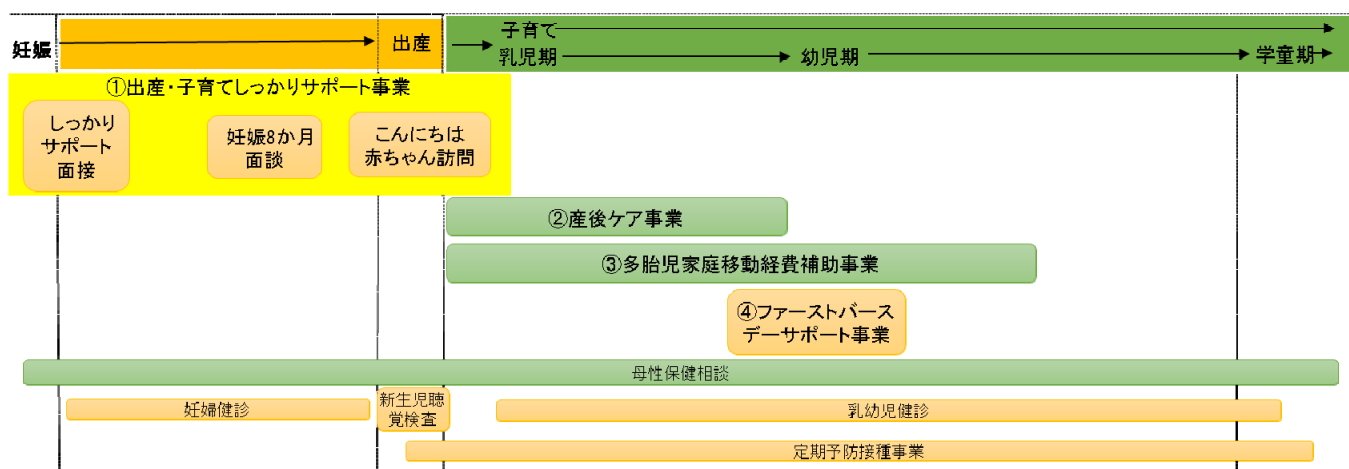 妊娠
出産
子育て
乳児期
幼児期
学童期
①出産・子育てしっかりサポート事業
しっかり
サポート
面接
妊娠8か月
面談
こんにちは
赤ちゃん訪問
②産後ケア事業
③多胎児家庭移動経費補助事業
④ファーストバース
デーサポート事業
母性保健相談
妊婦健診
新生児聴
覚検査
乳幼児健診
定期予防接種事業